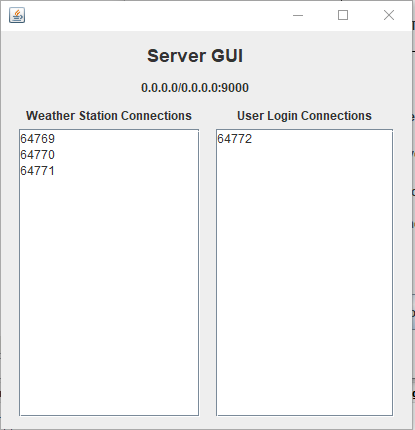 Server GUI
0.0.0.0/0.0.0.0:9000
Weather Station Connections
User Login Connections
64769
64770
64771
64772